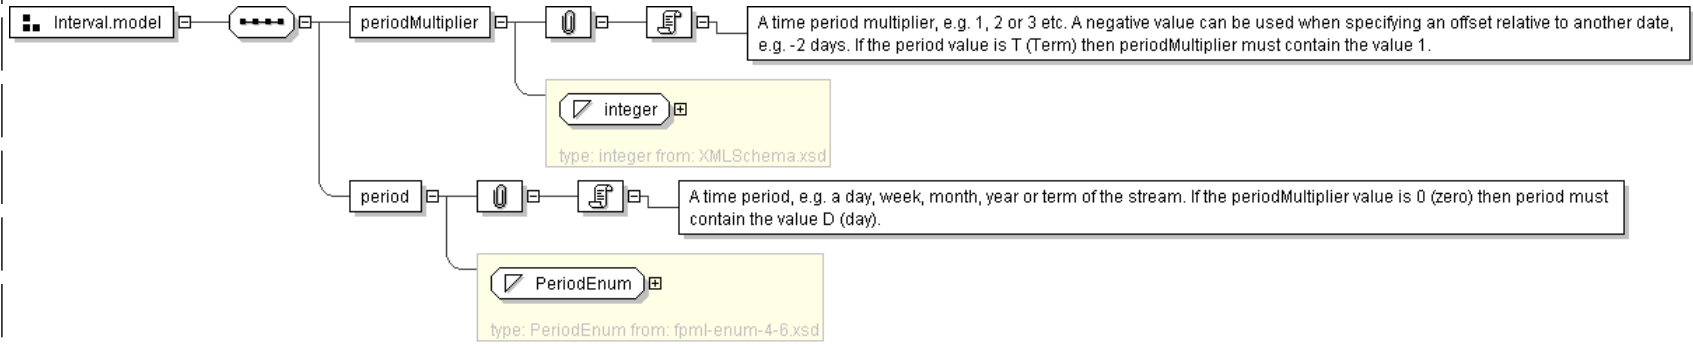 Interval.model
periodMultiplier
A time period multiplier, e.g. 1, 2 or 3 etc. A negative value can be used when specifying an offset relative to another date,
e.g. -2 days. If the period value is T (Term) then periodMultiplier must contain the value 1.
integer
type: integer from: XMLSchema.xsd
period
A time period, e.g. a day, week, month, year or term of the stream. If the periodMultiplier value is 0 (zero) then period must
contain the value D (day).
PeriodEnum
type: PeriodEnum from: fpml-enum-4-6.xsd